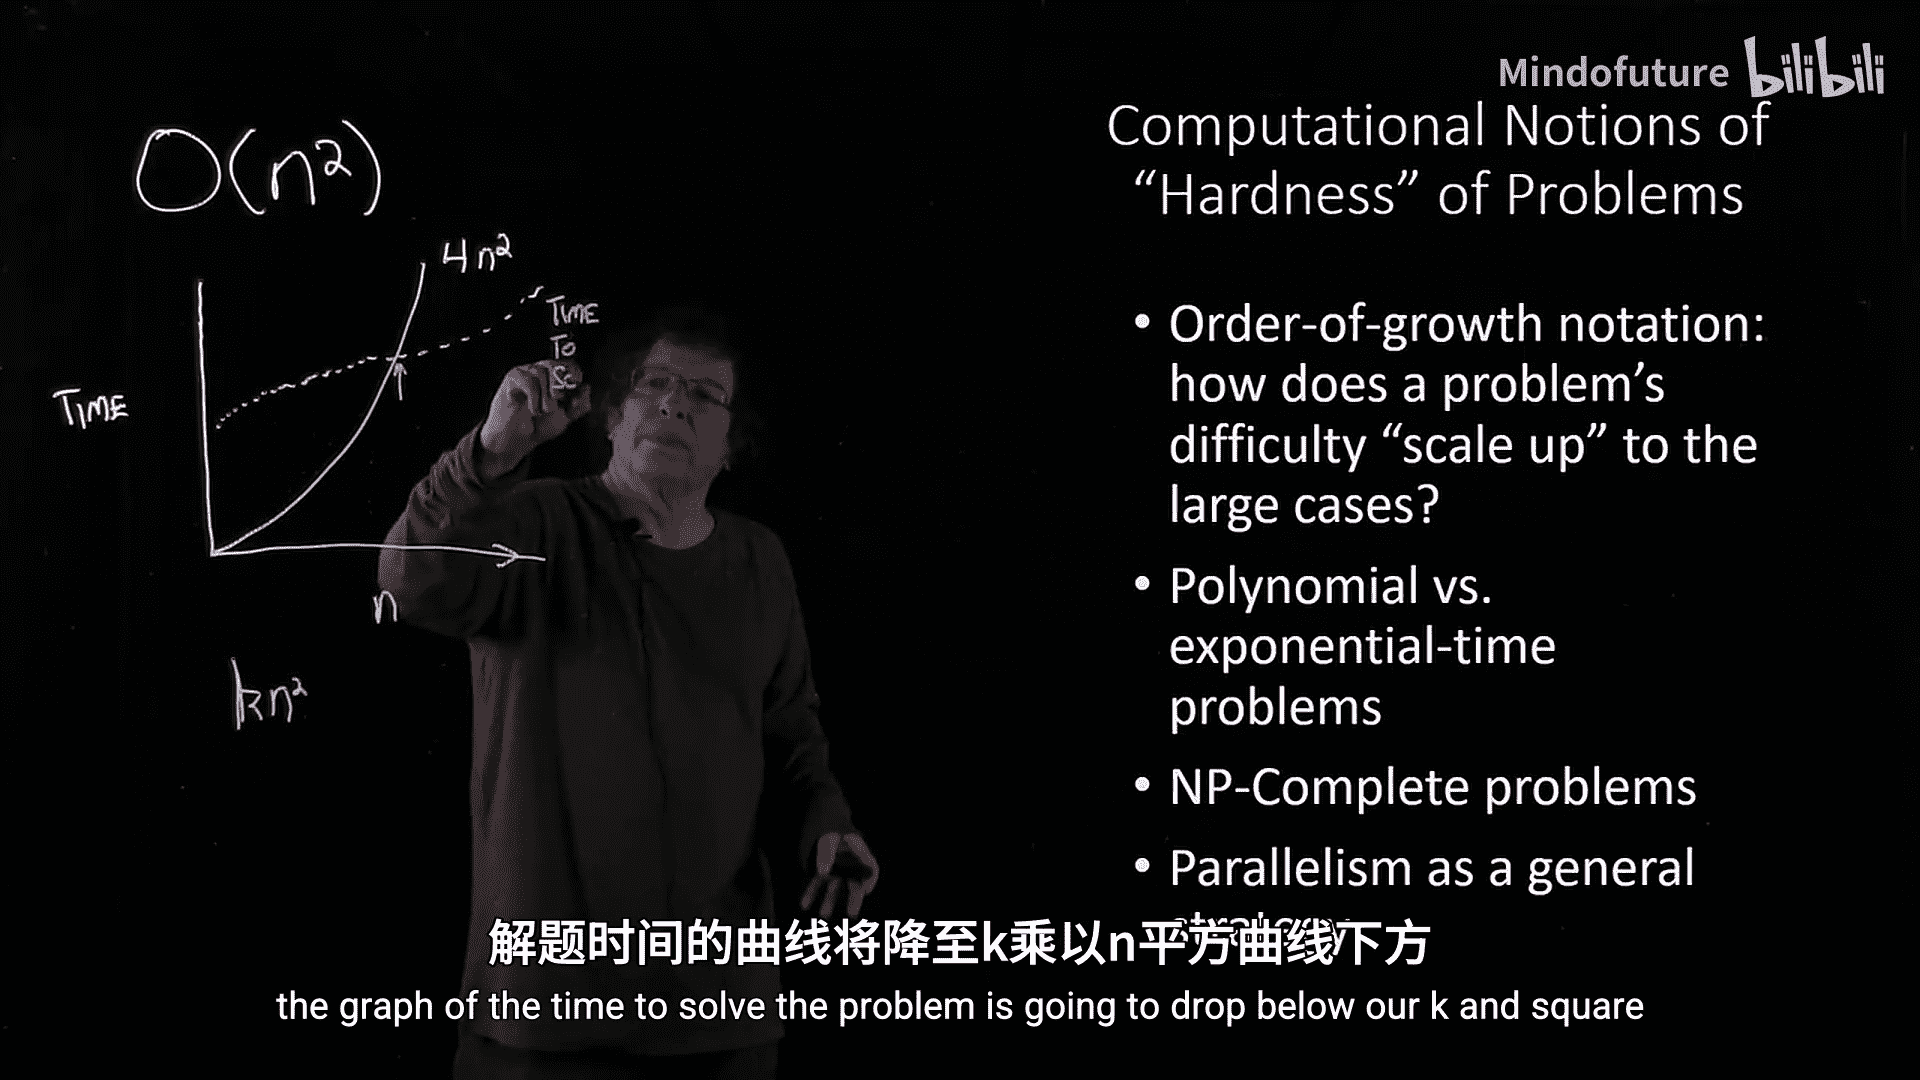 Mindofuture bilibili
Computational Notions of
“Hardness” of Problems
O(n²)
4n²
TIME
TO
So
TIME
n
kn²
• Order-of-growth notation:
how does a problem’s
difficulty “scale up” to the
large cases?
• Polynomial vs.
exponential-time
problems
• NP-Complete problems
• Parallelism as a general
strategy
解题时间的曲线将降至k乘以n平方曲线下方
the graph of the time to solve the problem is going to drop below our k and square